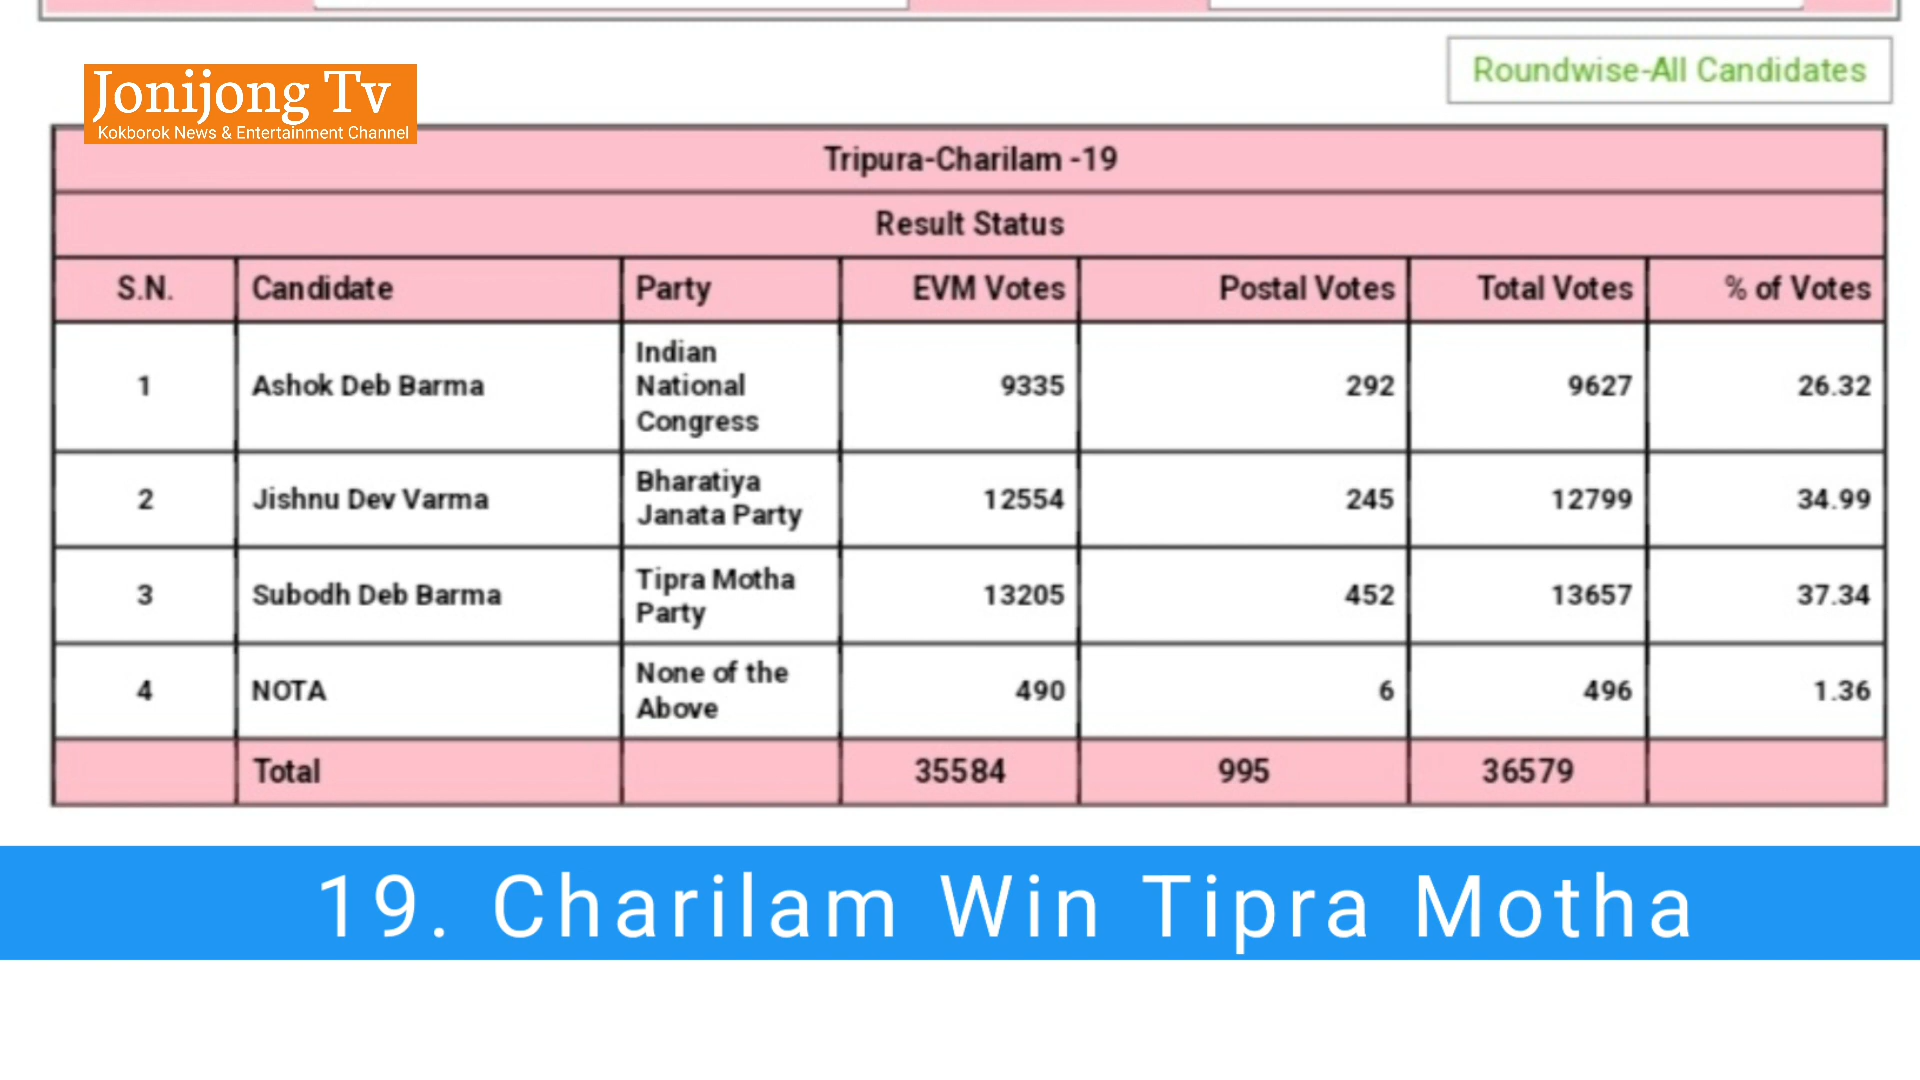 Roundwise-All Candidates
Jonijong Tv
Kokborok News & Entertainment Channel
Tripura-Charilam -19
Result Status
S.N. Candidate Party EVM Votes Postal Votes Total Votes % of Votes
1 Ashok Deb Barma Indian National Congress 9335 292 9627 26.32
2 Jishnu Dev Varma Bharatiya Janata Party 12554 245 12799 34.99
3 Subodh Deb Barma Tipra Motha Party 13205 452 13657 37.34
4 NOTA None of the Above 490 6 496 1.36
Total 35584 995 36579
19. Charilam Win Tipra Motha